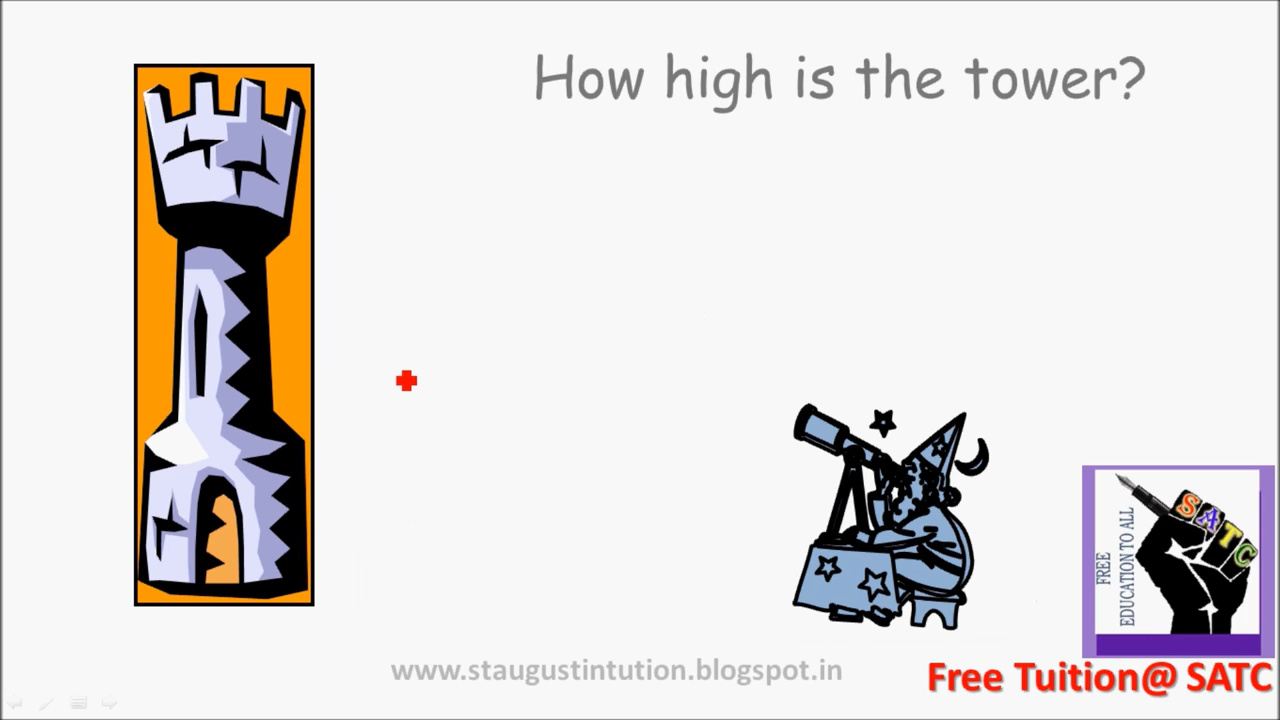 How high is the tower?
FREE
EDUCATION TO ALL
SATC
www.staugustintution.blogspot.in
Free Tuition@ SATC